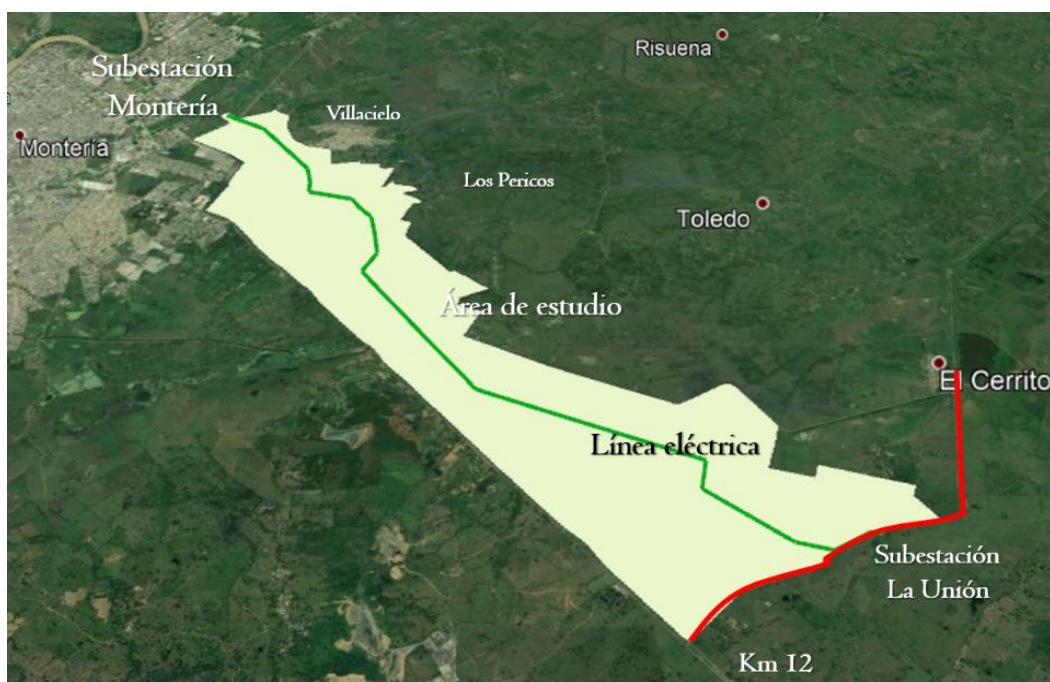 Risuena
Subestación
Montería
Villacielo
Montería
Los Pericos
Toledo
Área de estudio
El Cerrito
Línea eléctrica
Subestación
La Unión
Km 12